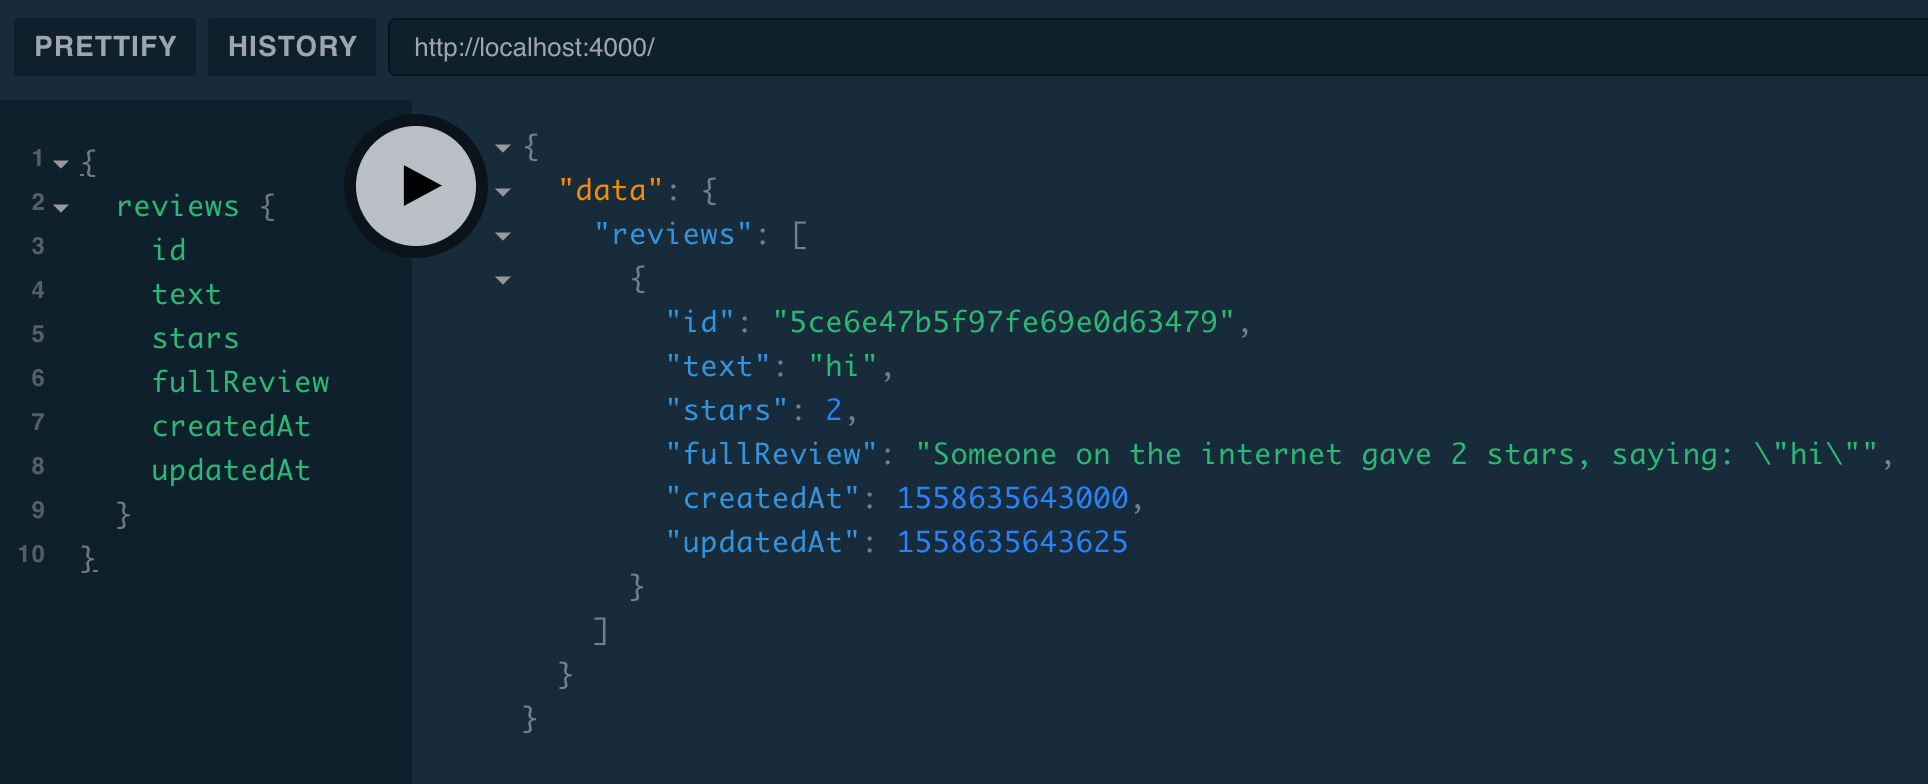 PRETTIFY HISTORY http://localhost:4000/
1 {
2 reviews {
3 id
4 text
5 stars
6 fullReview
7 createdAt
8 updatedAt
9 }
10 }
{
"data": {
"reviews": [
{
"id": "5ce6e47b5f97fe69e0d63479",
"text": "hi",
"stars": 2,
"fullReview": "Someone on the internet gave 2 stars, saying: \"hi\"",
"createdAt": 1558635643000,
"updatedAt": 1558635643625
}
]
}
}